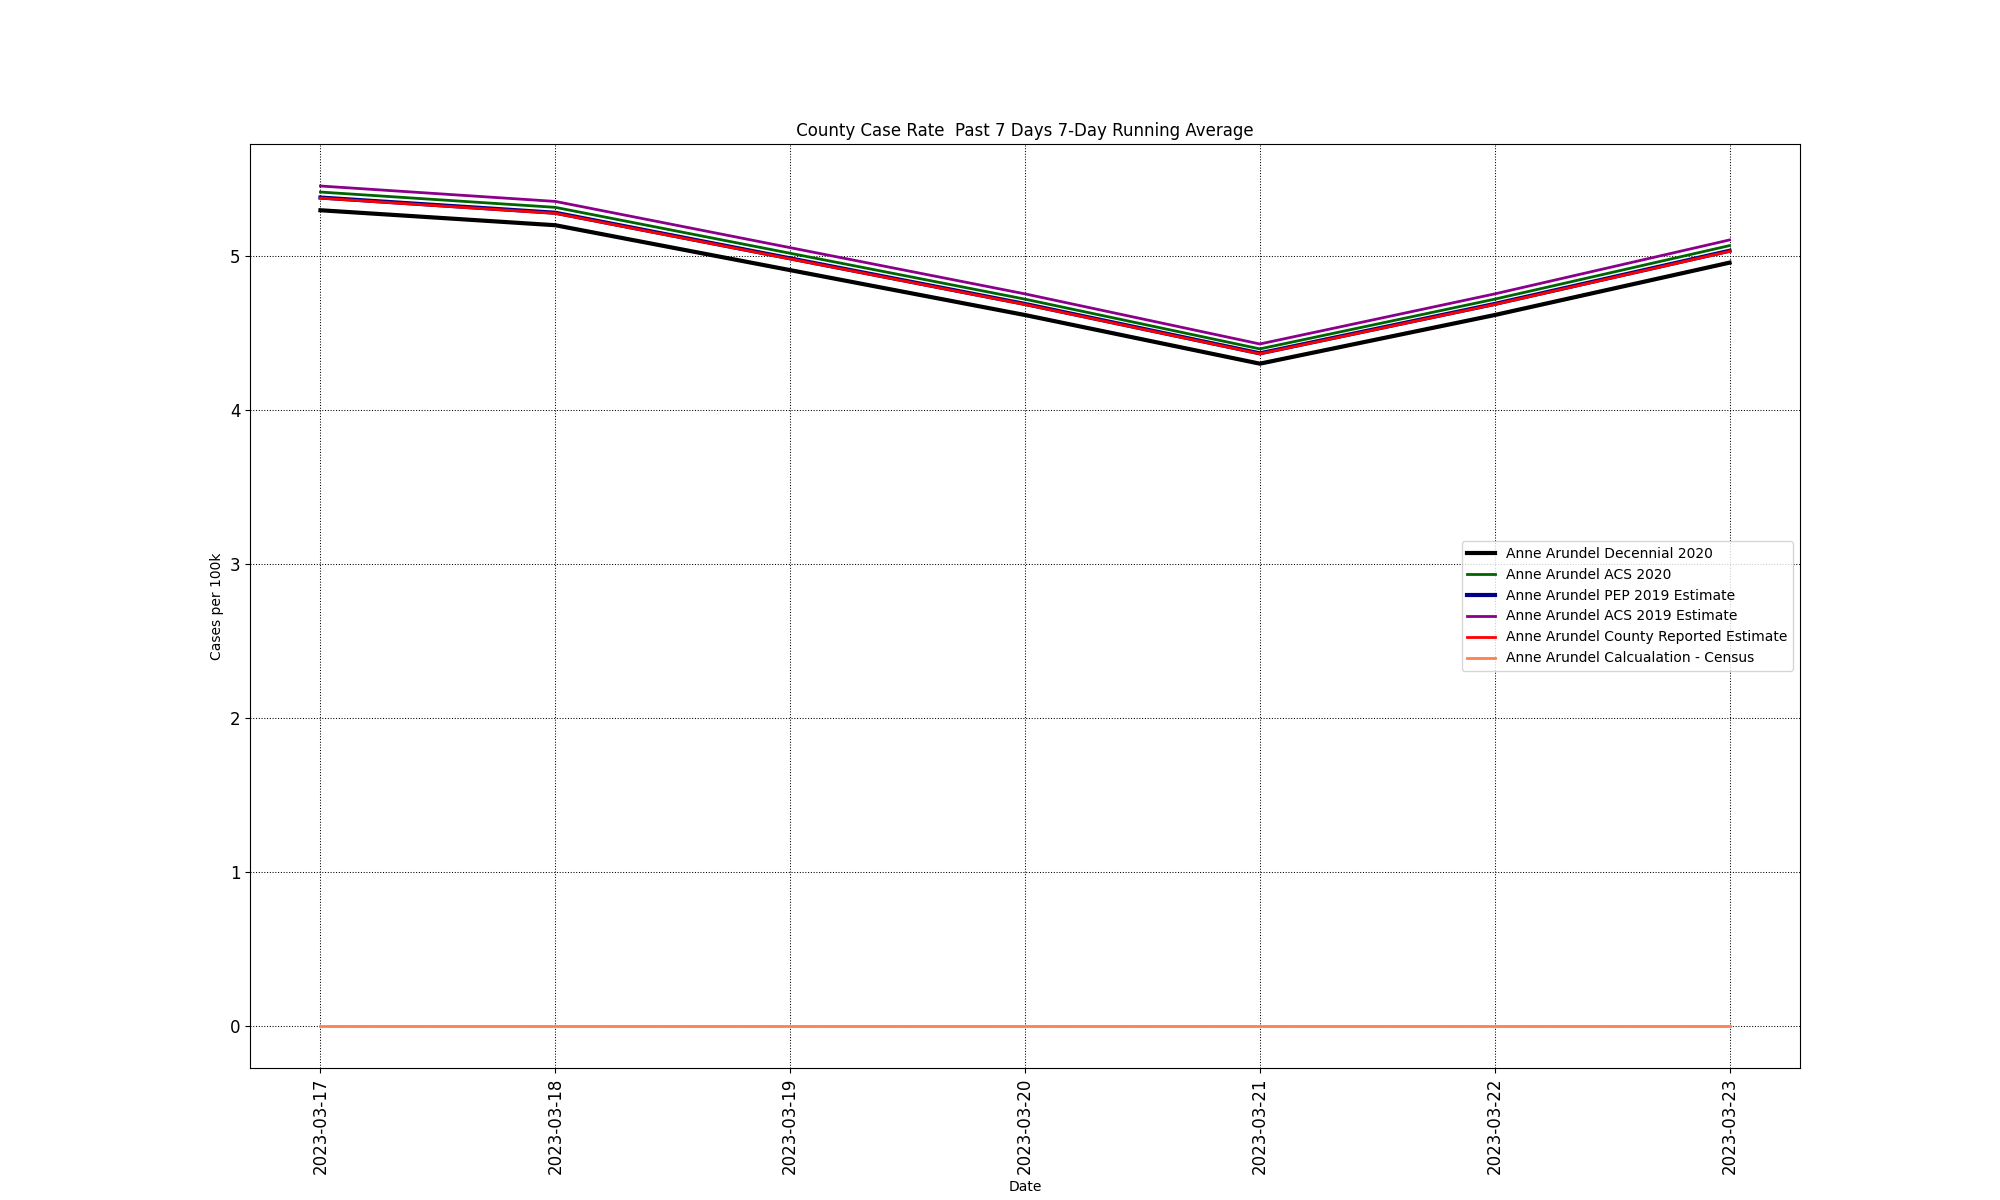 County Case Rate  Past 7 Days 7-Day Running Average
Cases per 100k
5
4
3
2
1
0
Anne Arundel Decennial 2020
Anne Arundel ACS 2020
Anne Arundel PEP 2019 Estimate
Anne Arundel ACS 2019 Estimate
Anne Arundel County Reported Estimate
Anne Arundel Calcualation - Census
2023-03-17
2023-03-18
2023-03-19
2023-03-20
2023-03-21
2023-03-22
2023-03-23
Date